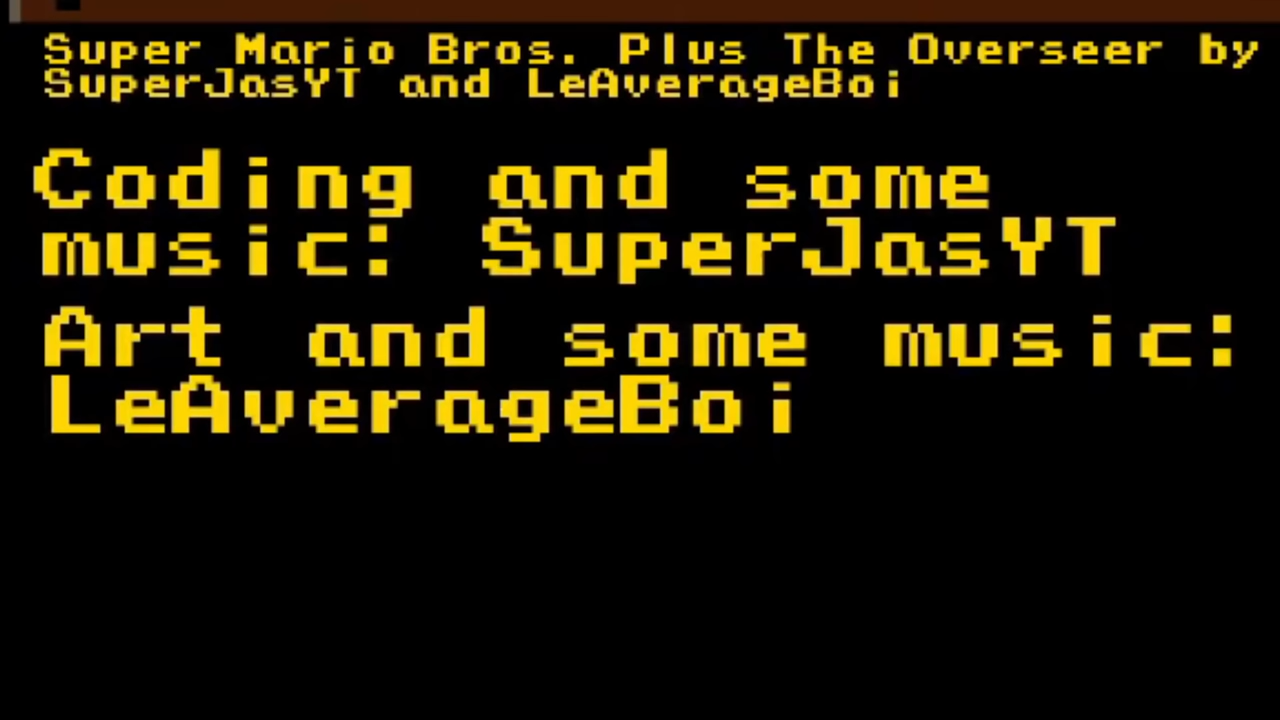 Super Mario Bros. Plus The Overseer by
SuperJasYT and LeAverageBoi
Coding and some
music: SuperJasYT
Art and some music:
LeAverageBoi